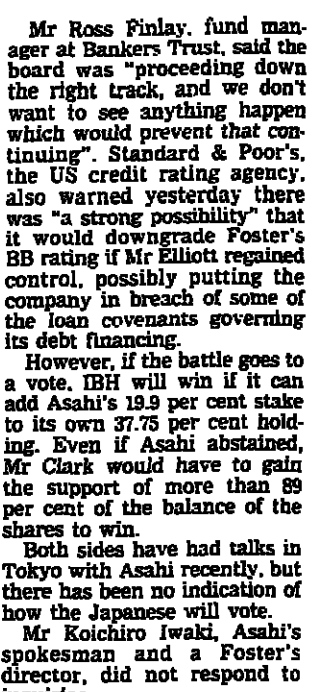 Mr Ross Finlay, fund man-
ager at Bankers Trust, said the
board was "proceeding down
the right track, and we don't
want to see anything happen
which would prevent that con-
tinuing". Standard & Poor's,
the US credit rating agency,
also warned yesterday there
was "a strong possibility" that
it would downgrade Foster's
BB rating if Mr Elliott regained
control, possibly putting the
company in breach of some of
the loan covenants governing
its debt financing.
However, if the battle goes to
a vote, IBH will win if it can
add Asahi's 19.9 per cent stake
to its own 37.75 per cent hold-
ing. Even if Asahi abstained,
Mr Clark would have to gain
the support of more than 89
per cent of the balance of the
shares to win.
Both sides have had talks in
Tokyo with Asahi recently, but
there has been no indication of
how the Japanese will vote.
Mr Koichiro Iwaki, Asahi's
spokesman and a Foster's
director, did not respond to